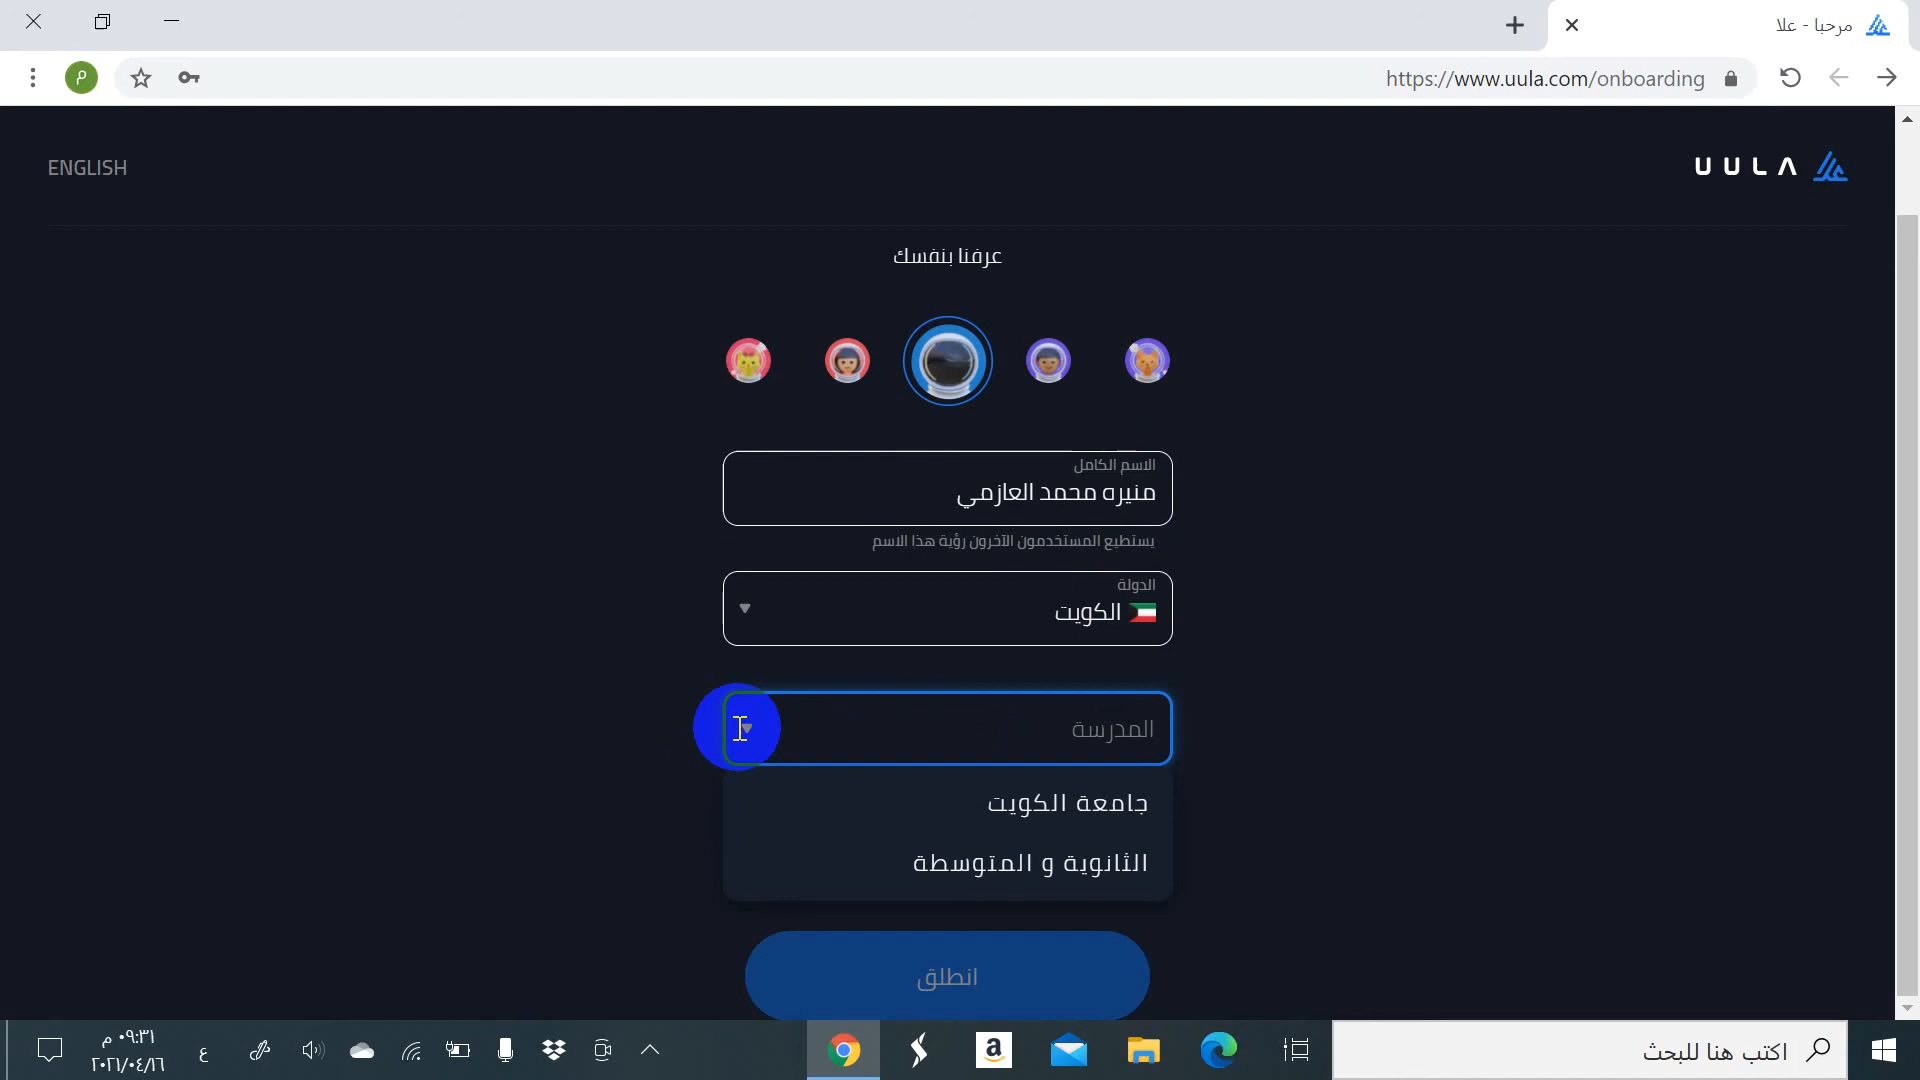 مرحبا - علا
https://www.uula.com/onboarding
م
UULA
ENGLISH
عرفنا بنفسك
الاسم الكامل
منيره محمد العازمي
يستطيع المستخدمون الآخرون رؤية هذا الاسم
الدولة
الكويت
المدرسة
جامعة الكويت
الثانوية و المتوسطة
انطلق
اكتب هنا للبحث
a
ع
٠٩:٣١ م
٢٠٢١/٠٤/١٦